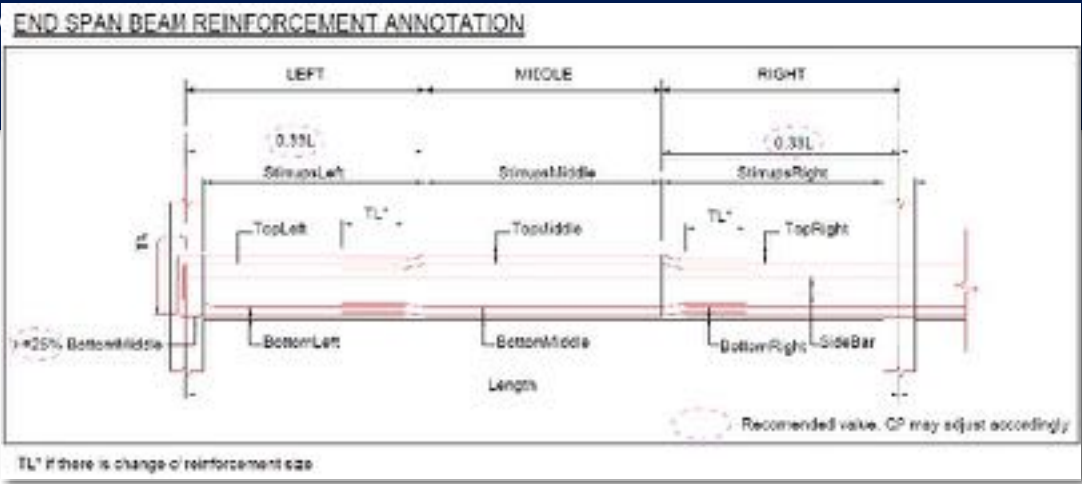 END SPAN BEAM REINFORCEMENT ANNOTATION
LEFT MIDDLE RIGHT
0.33L 0.33L
StirrupsLeft StirrupsMiddle StirrupsRight
TL* TL*
TopLeft TopMiddle TopRight
TL
>=25% BottomMiddle BottomLeft BottomMiddle BottomRight SideBar
Length
Recomended value. CP may adjust accordingly
TL* if there is change of reinforcement size